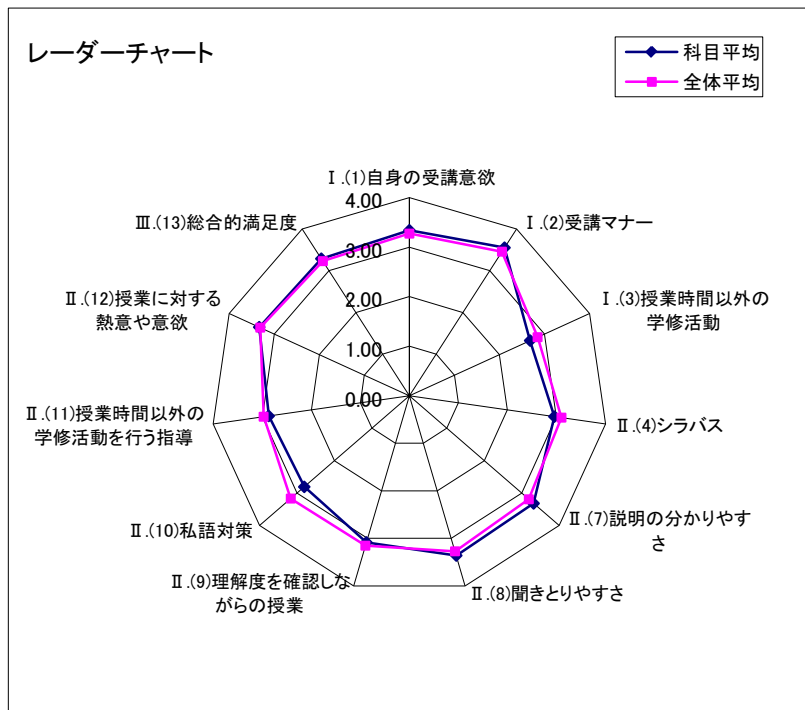 レーダーチャート
科目平均
全体平均
Ⅰ.(1)自身の受講意欲
Ⅰ.(2)受講マナー
Ⅰ.(3)授業時間以外の
学修活動
Ⅱ.(4)シラバス
Ⅱ.(7)説明の分かりやす
さ
Ⅱ.(8)聞きとりやすさ
Ⅱ.(9)理解度を確認しな
がらの授業
Ⅱ.(10)私語対策
Ⅱ.(11)授業時間以外の
学修活動を行う指導
Ⅱ.(12)授業に対する
熱意や意欲
Ⅲ.(13)総合的満足度
4.00
3.00
2.00
1.00
0.00